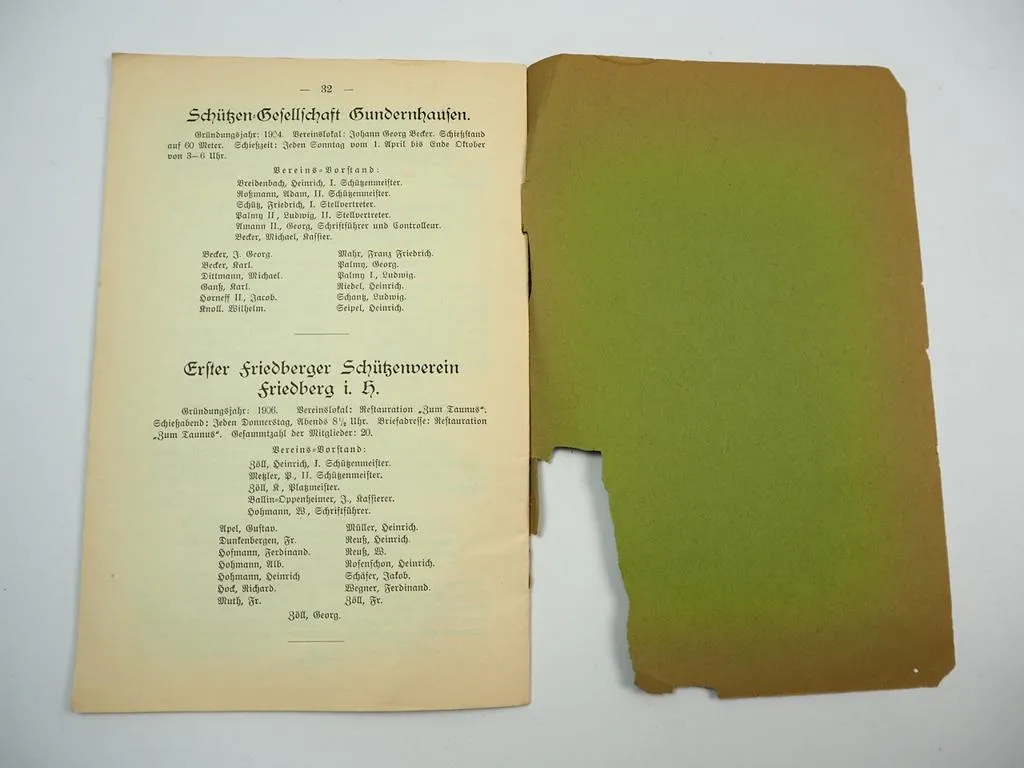 — 32 —
Schützen-Gesellschaft Gundernhausen.
Gründungsjahr: 1904. Vereinslokal: Johann Georg Becker. Schießstand
auf 60 Meter. Schießzeit: Jeden Sonntag vom 1. April bis Ende Oktober
von 3–6 Uhr.
Vereins-Vorstand:
Breidenbach, Heinrich, I. Schützenmeister.
Roßmann, Adam, II. Schützenmeister.
Schütz, Friedrich, I. Stellvertreter.
Palmy II, Ludwig, II. Stellvertreter.
Amann II., Georg, Schriftführer und Controlleur.
Becker, Michael, Kassier.
Becker, J. Georg.
Becker, Karl.
Dittmann, Michael.
Ganß, Karl.
Horneff II., Jacob.
Knoll. Wilhelm.
Mahr, Franz Friedrich.
Palmy, Georg.
Palmy I., Ludwig.
Riedel, Heinrich.
Schantz, Ludwig.
Seipel, Heinrich.
Erster Friedberger Schützenverein
Friedberg i. H.
Gründungsjahr: 1906. Vereinslokal: Restauration „Zum Taunus“.
Schießabend: Jeden Donnerstag, Abends 8½ Uhr. Briefadresse: Restauration
„Zum Taunus“. Gesammtzahl der Mitglieder: 20.
Vereins-Vorstand:
Zöll, Heinrich, I. Schützenmeister.
Metzler, P., II. Schützenmeister.
Zöll, K, Platzmeister.
Ballin-Oppenheimer, J., Kassierer.
Hohmann, W., Schriftführer.
Apel, Gustav.
Dunkenbergen, Fr.
Hofmann, Ferdinand.
Hohmann, Alb.
Hohmann, Heinrich
Hock, Richard.
Muth, Fr.
Müller, Heinrich.
Reuß, Heinrich.
Reuß, W.
Rosenschon, Heinrich.
Schäfer, Jakob.
Wegner, Ferdinand.
Zöll, Fr.
Zöll, Georg.